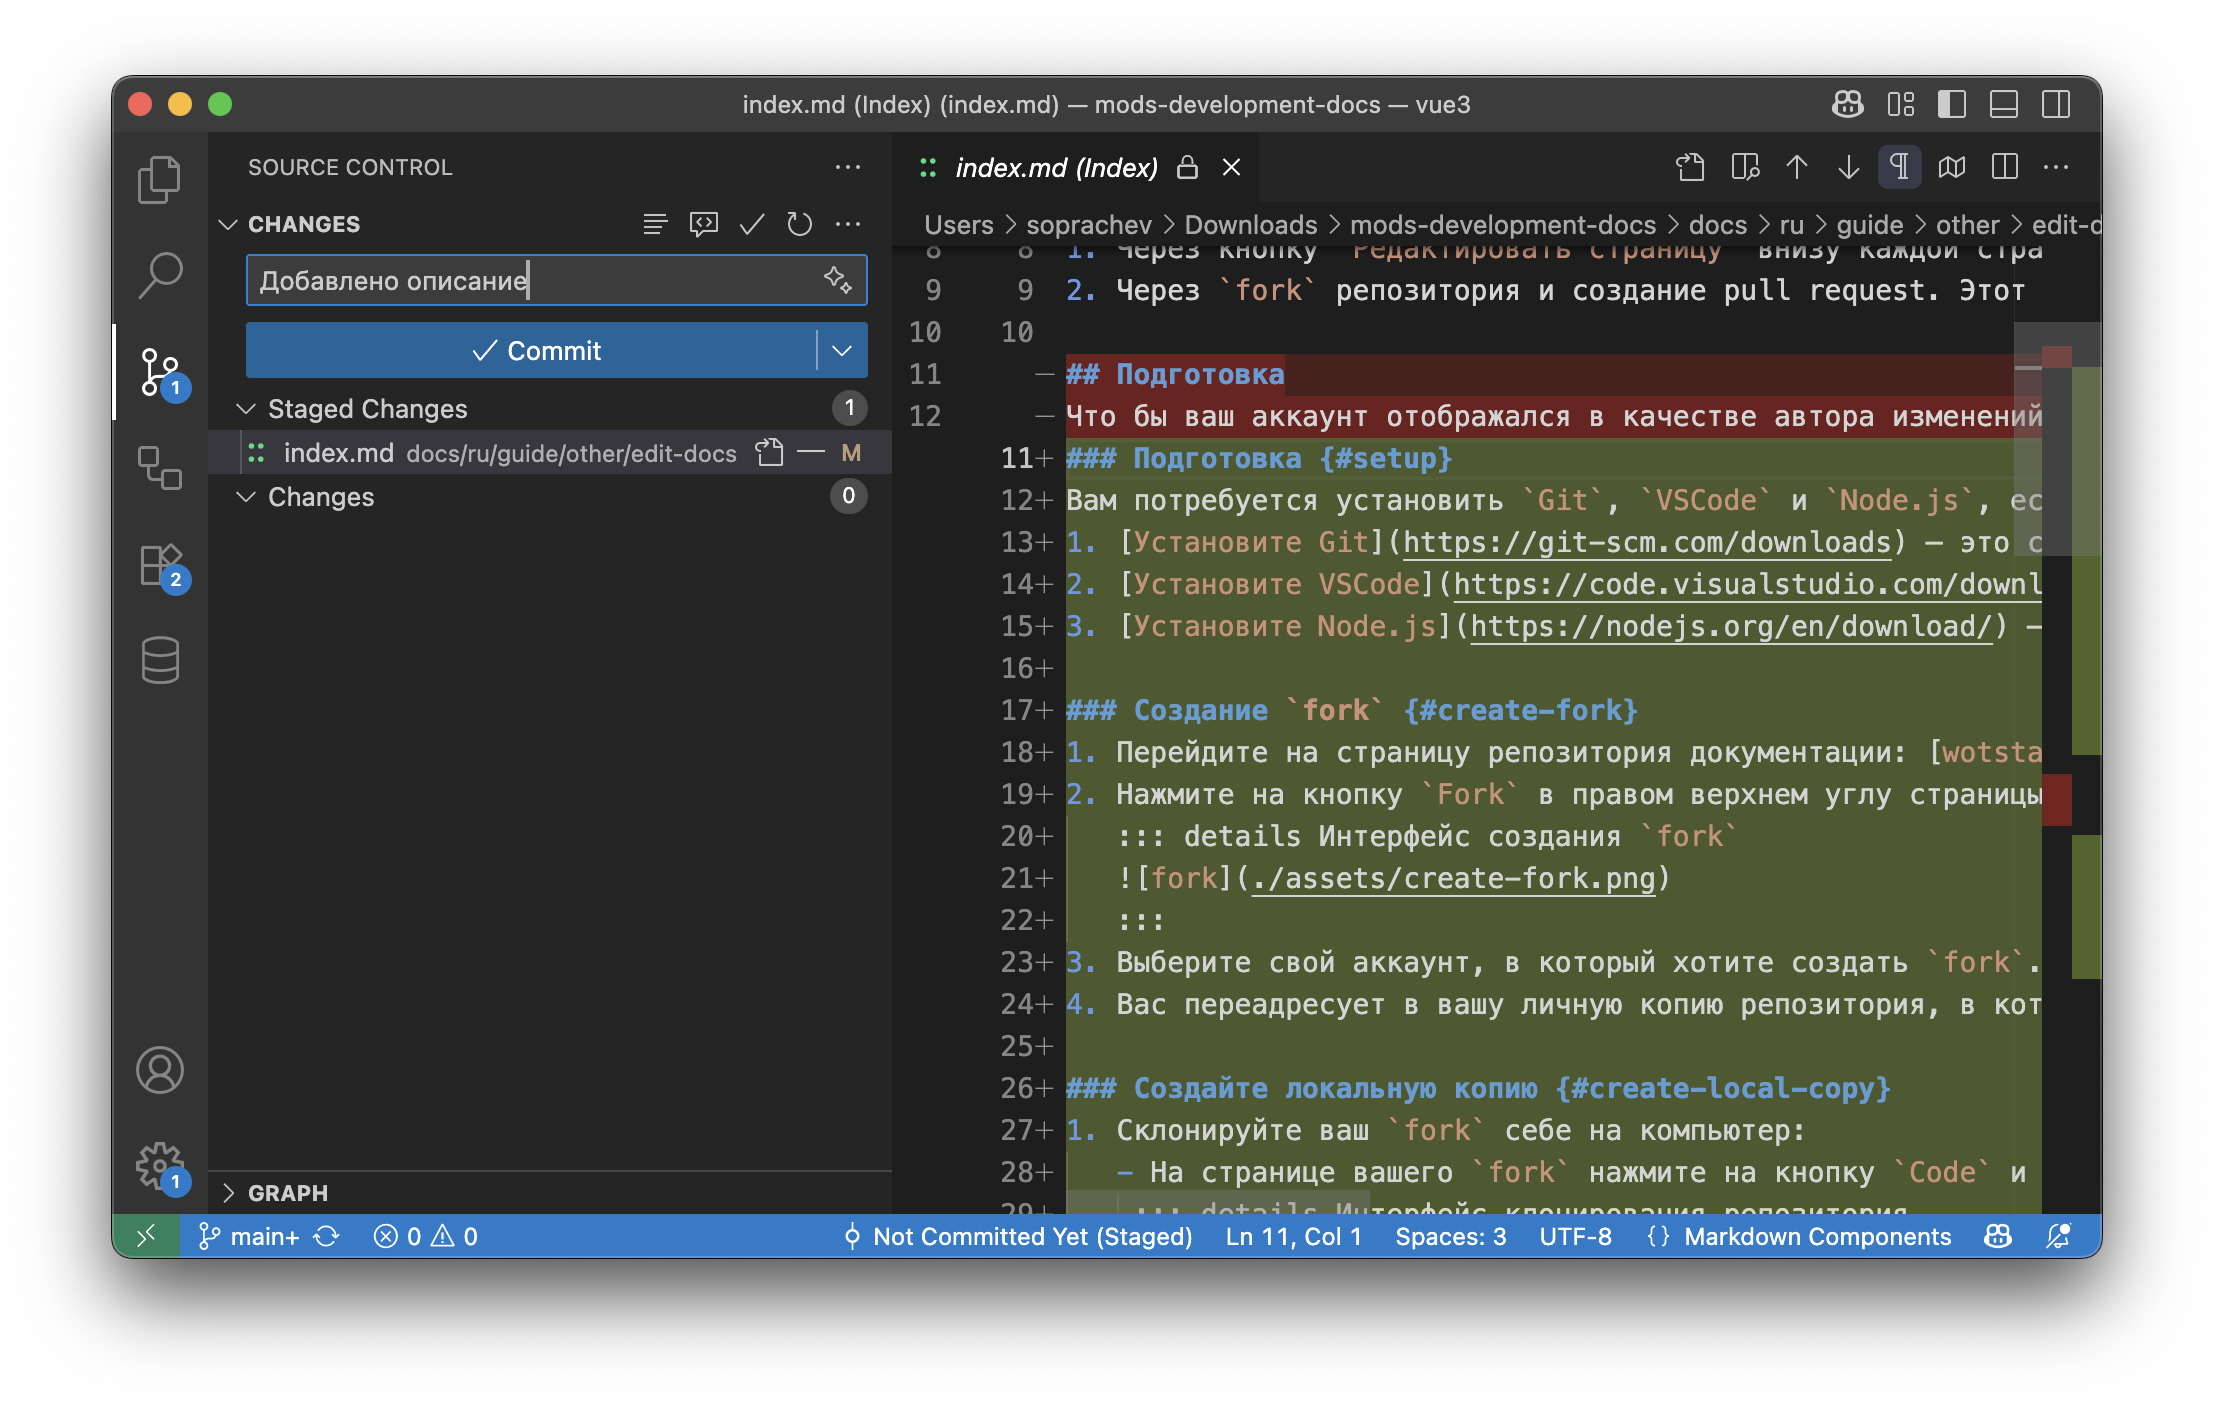 index.md (Index) (index.md) — mods-development-docs — vue3
SOURCE CONTROL
CHANGES
Добавлено описание
Commit
Staged Changes 1
index.md docs/ru/guide/other/edit-docs M
Changes 0
GRAPH
1
2
1
index.md (Index)
Users > soprachev > Downloads > mods-development-docs > docs > ru > guide > other > edit-d
8 8 1. Через кнопку `Редактировать страницу` внизу каждой стра
9 9 2. Через `fork` репозитория и создание pull request. Этот
10 10
11 — ## Подготовка
12 — Что бы ваш аккаунт отображался в качестве автора изменений
11+ ### Подготовка {#setup}
12+ Вам потребуется установить `Git`, `VSCode` и `Node.js`, ес
13+ 1. [Установите Git](https://git-scm.com/downloads) — это с
14+ 2. [Установите VSCode](https://code.visualstudio.com/downl
15+ 3. [Установите Node.js](https://nodejs.org/en/download/) —
16+
17+ ### Создание `fork` {#create-fork}
18+ 1. Перейдите на страницу репозитория документации: [wotsta
19+ 2. Нажмите на кнопку `Fork` в правом верхнем углу страницы
20+ ::: details Интерфейс создания `fork`
21+ ![fork](./assets/create-fork.png)
22+ :::
23+ 3. Выберите свой аккаунт, в который хотите создать `fork`.
24+ 4. Вас переадресует в вашу личную копию репозитория, в кот
25+
26+ ### Создайте локальную копию {#create-local-copy}
27+ 1. Склонируйте ваш `fork` себе на компьютер:
28+ - На странице вашего `fork` нажмите на кнопку `Code` и
29+ ::: details Интерфейс клонирования репозитория
main+ 0 0 Not Committed Yet (Staged) Ln 11, Col 1 Spaces: 3 UTF-8 {} Markdown Components